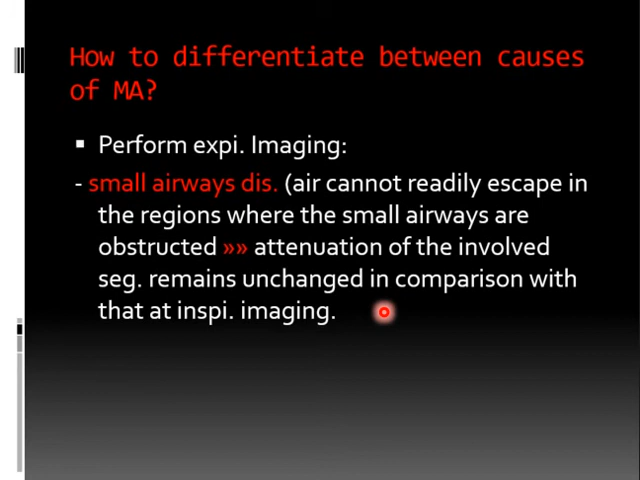 How to differentiate between causes
of MA?
▪ Perform expi. Imaging:
- small airways dis. (air cannot readily escape in
the regions where the small airways are
obstructed »» attenuation of the involved
seg. remains unchanged in comparison with
that at inspi. imaging.